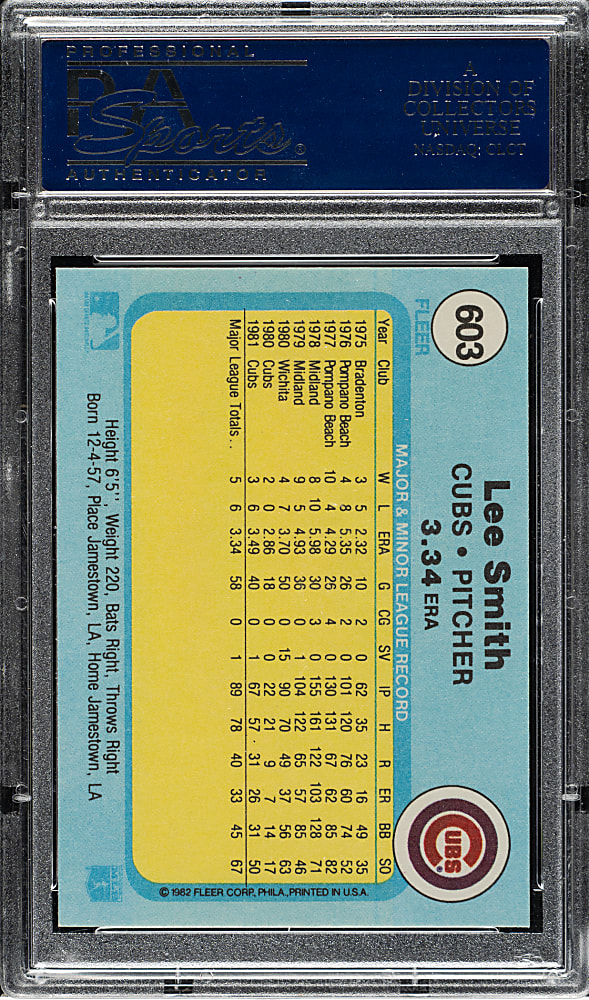 PROFESSIONAL
PSA
Sports®
AUTHENTICATOR
A
DIVISION OF
COLLECTORS
UNIVERSE
NASDAQ: CLCT
603
FLEER
Lee Smith
CUBS • PITCHER
3.34 ERA
CUBS
MAJOR & MINOR LEAGUE RECORD
Year Club W L ERA G CG SV IP H R ER BB SO
1975 Bradenton 3 5 2.32 10 2 0 62 35 23 16 49 35
1976 Pompano Beach 4 8 5.35 26 2 0 101 120 76 60 74 52
1977 Pompano Beach 10 4 4.29 26 4 0 130 131 67 62 85 82
1978 Midland 8 10 5.98 30 3 0 155 161 122 103 128 71
1979 Midland 9 5 4.93 36 0 1 104 122 65 57 85 46
1980 Wichita 4 7 3.70 50 0 15 90 70 49 37 56 63
1980 Cubs 2 0 2.86 18 0 0 22 21 9 7 14 17
1981 Cubs 3 6 3.49 40 0 1 67 57 31 26 31 50
Major League Totals . . 5 6 3.34 58 0 1 89 78 40 33 45 67
© 1982 FLEER CORP., PHILA., PRINTED IN U.S.A.
Height 6'5", Weight 220, Bats Right, Throws Right
Born 12-4-57, Place Jamestown, LA, Home Jamestown, LA